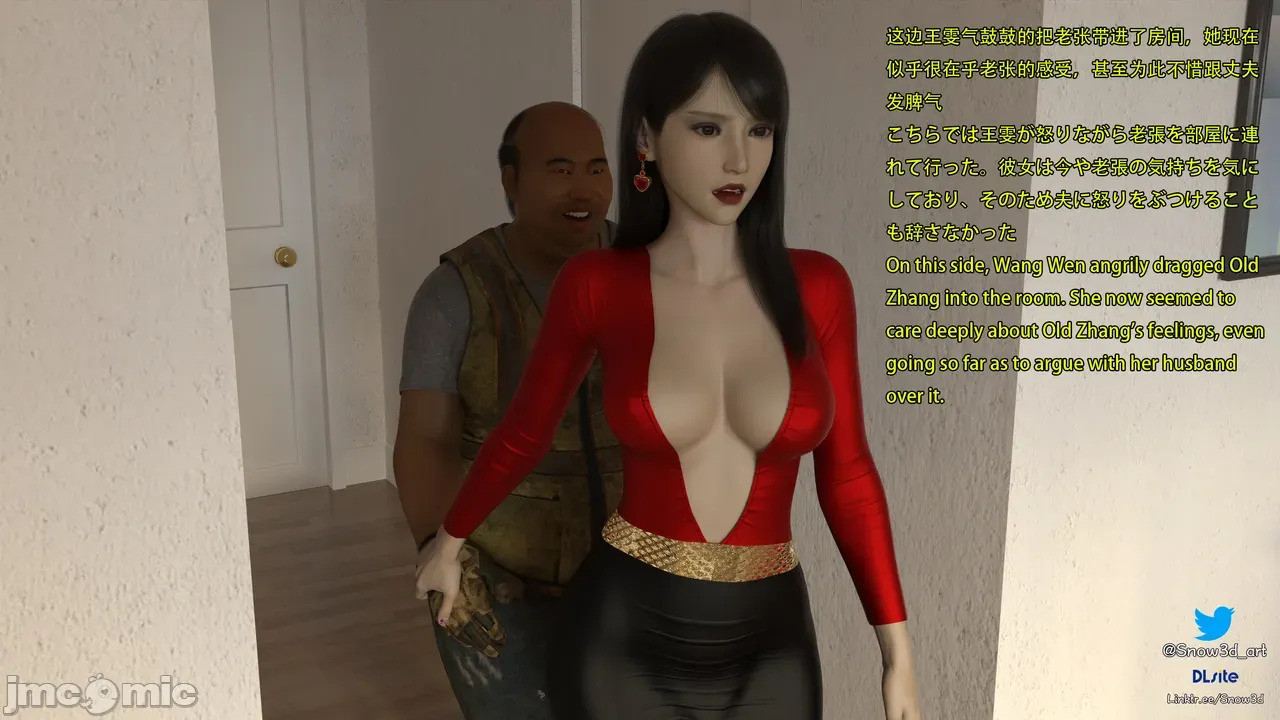 这边王雯气鼓鼓的把老张带进了房间，她现在
似乎很在乎老张的感受，甚至为此不惜跟丈夫
发脾气
こちらでは王雯が怒りながら老張を部屋に連
れて行った。彼女は今や老張の気持ちを気に
しており、そのため夫に怒りをぶつけること
も辞さなかった
On this side, Wang Wen angrily dragged Old
Zhang into the room. She now seemed to
care deeply about Old Zhang's feelings, even
going so far as to argue with her husband
over it.
@Snow3d_art
DLsite
Linktr.ee/Snow3d
jmcomic